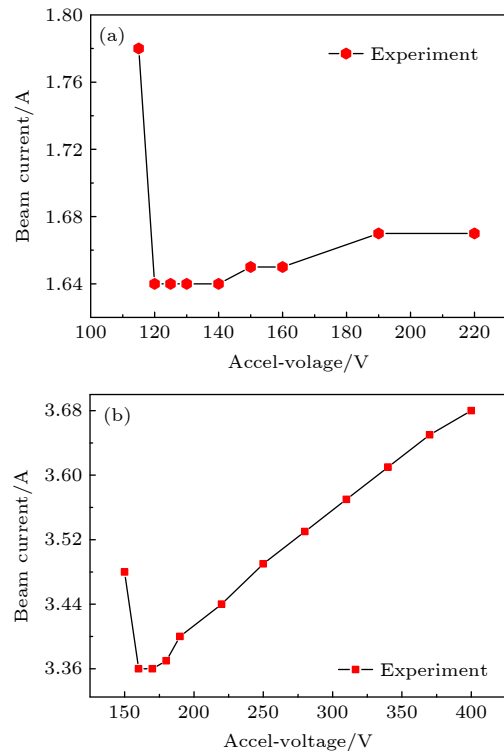 1.80
(a)
Experiment
1.76
1.72
1.68
1.64
Beam current/A
100 120 140 160 180 200 220
Accel-volage/V
(b)
3.68
3.60
3.52
3.44
3.36
Beam current/A
Experiment
150 200 250 300 350 400
Accel-voltage/V